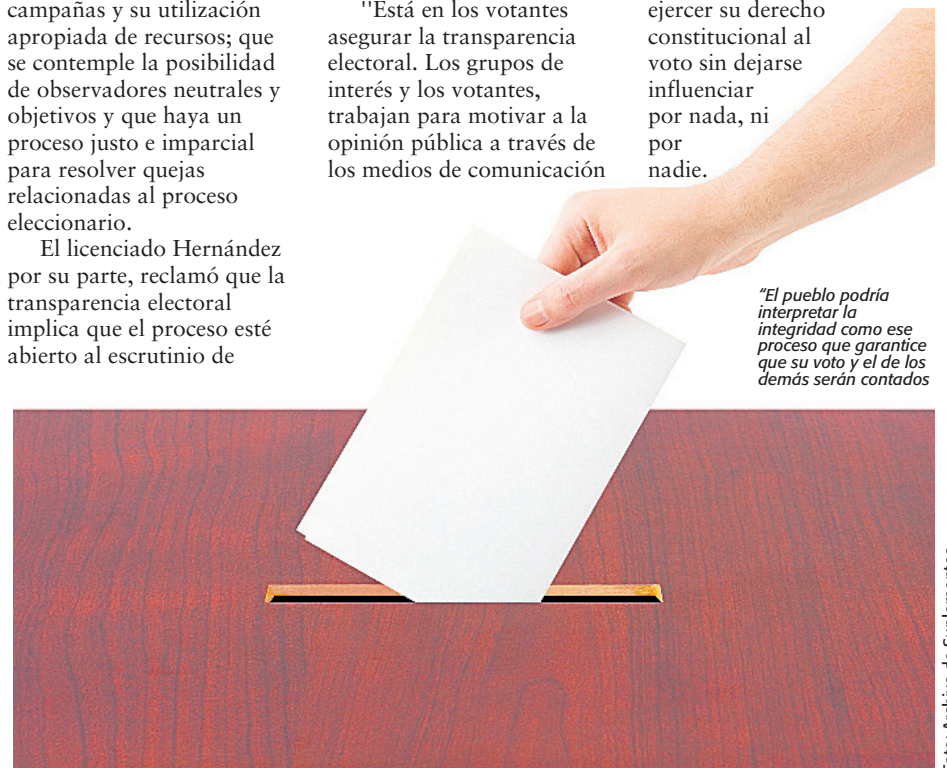 campañas y su utilización
apropiada de recursos; que
se contemple la posibilidad
de observadores neutrales y
objetivos y que haya un
proceso justo e imparcial
para resolver quejas
relacionadas al proceso
eleccionario.
El licenciado Hernández
por su parte, reclamó que la
transparencia electoral
implica que el proceso esté
abierto al escrutinio de
''Está en los votantes
asegurar la transparencia
electoral. Los grupos de
interés y los votantes,
trabajan para motivar a la
opinión pública a través de
los medios de comunicación
ejercer su derecho
constitucional al
voto sin dejarse
influenciar
por nada, ni
por
nadie.
“El pueblo podría
interpretar la
integridad como ese
proceso que garantice
que su voto y el de los
demás serán contados